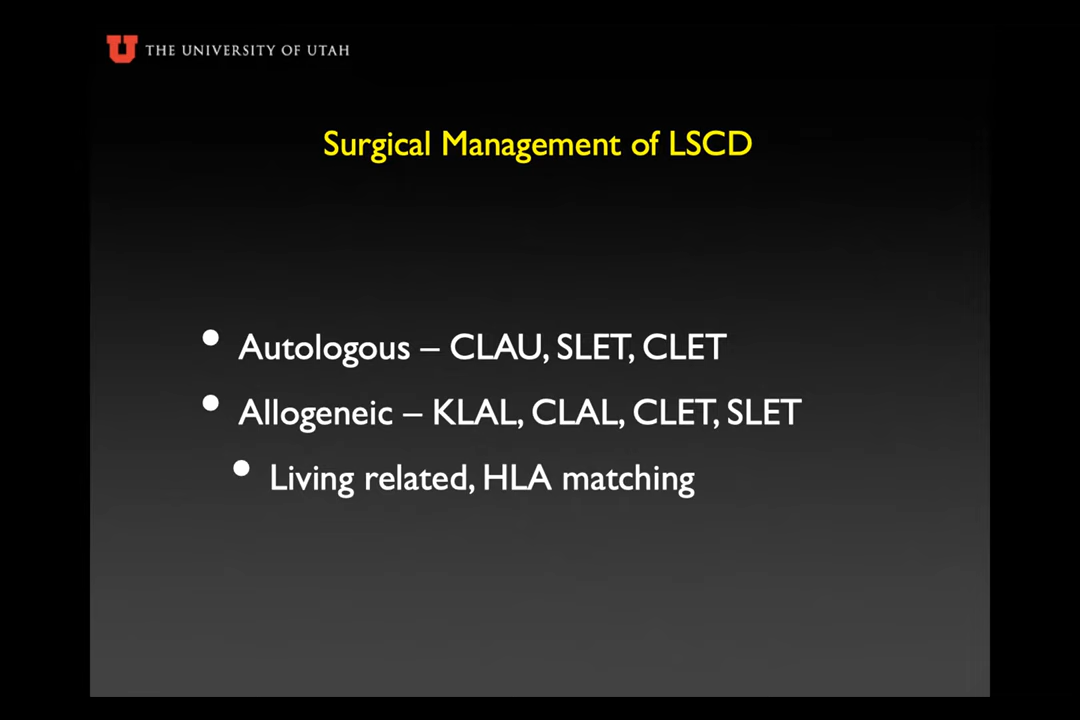 THE UNIVERSITY OF UTAH
Surgical Management of LSCD
• Autologous – CLAU, SLET, CLET
• Allogeneic – KLAL, CLAL, CLET, SLET
• Living related, HLA matching